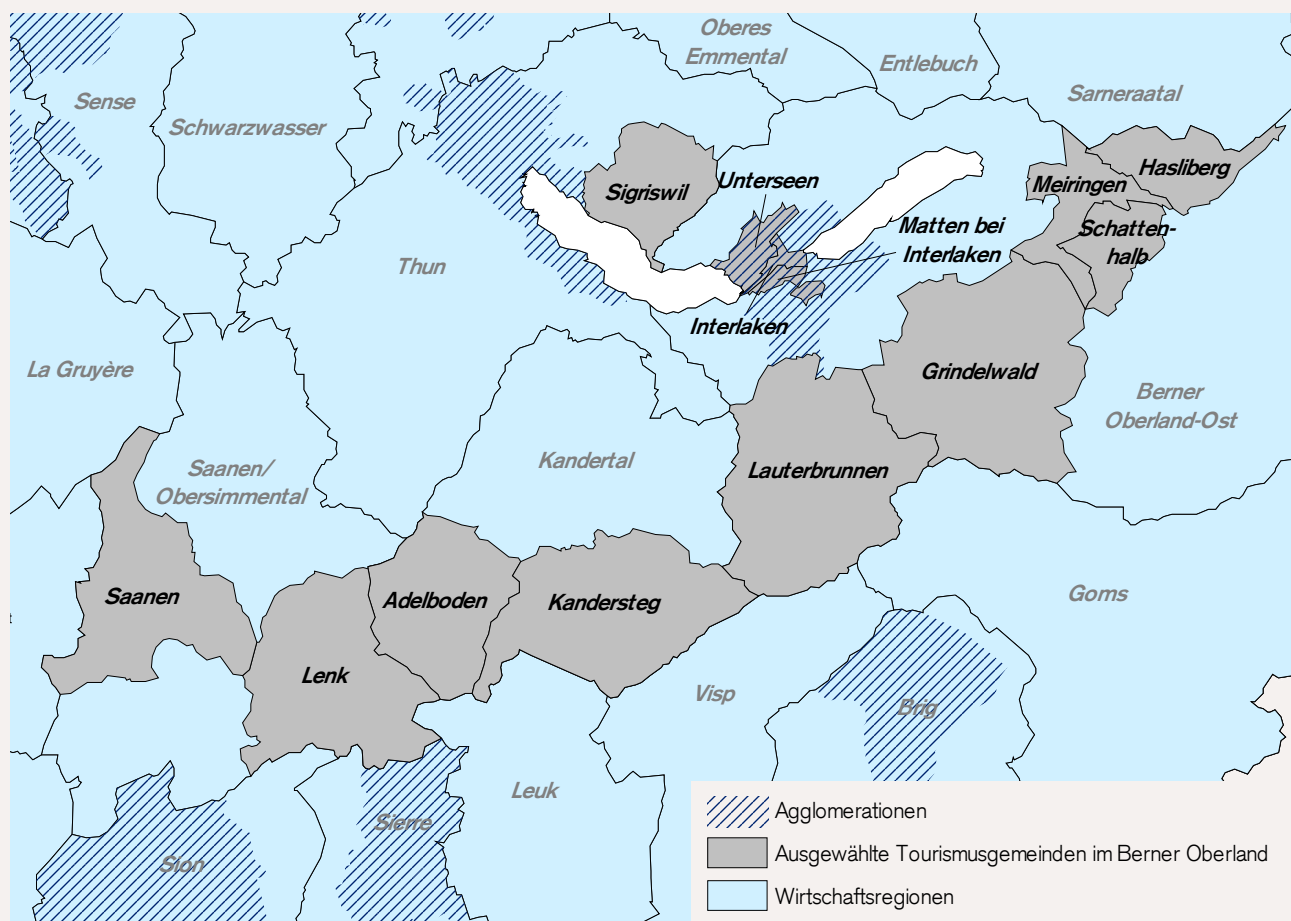 Oberes
Emmental
Entlebuch
Sense
Schwarzwasser
Sarneraatal
Hasliberg
Meiringen
Sigriswil
Unterseen
Matten bei
Interlaken
Schatten-
halb
Thun
Interlaken
La Gruyère
Grindelwald
Berner
Oberland-Ost
Saanen/
Obersimmental
Kandertal
Lauterbrunnen
Saanen
Adelboden
Kandersteg
Goms
Lenk
Visp
Brig
Leuk
Sierre
Sion
Agglomerationen
Ausgewählte Tourismusgemeinden im Berner Oberland
Wirtschaftsregionen